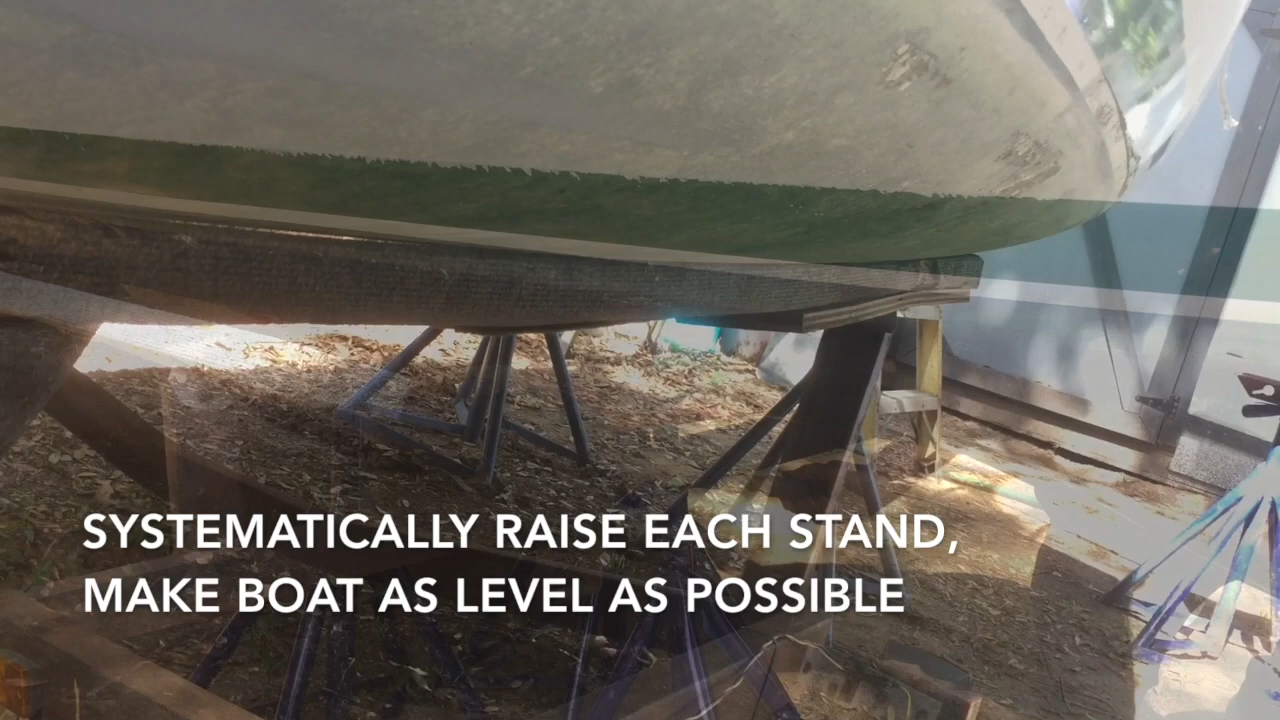 SYSTEMATICALLY RAISE EACH STAND,
MAKE BOAT AS LEVEL AS POSSIBLE